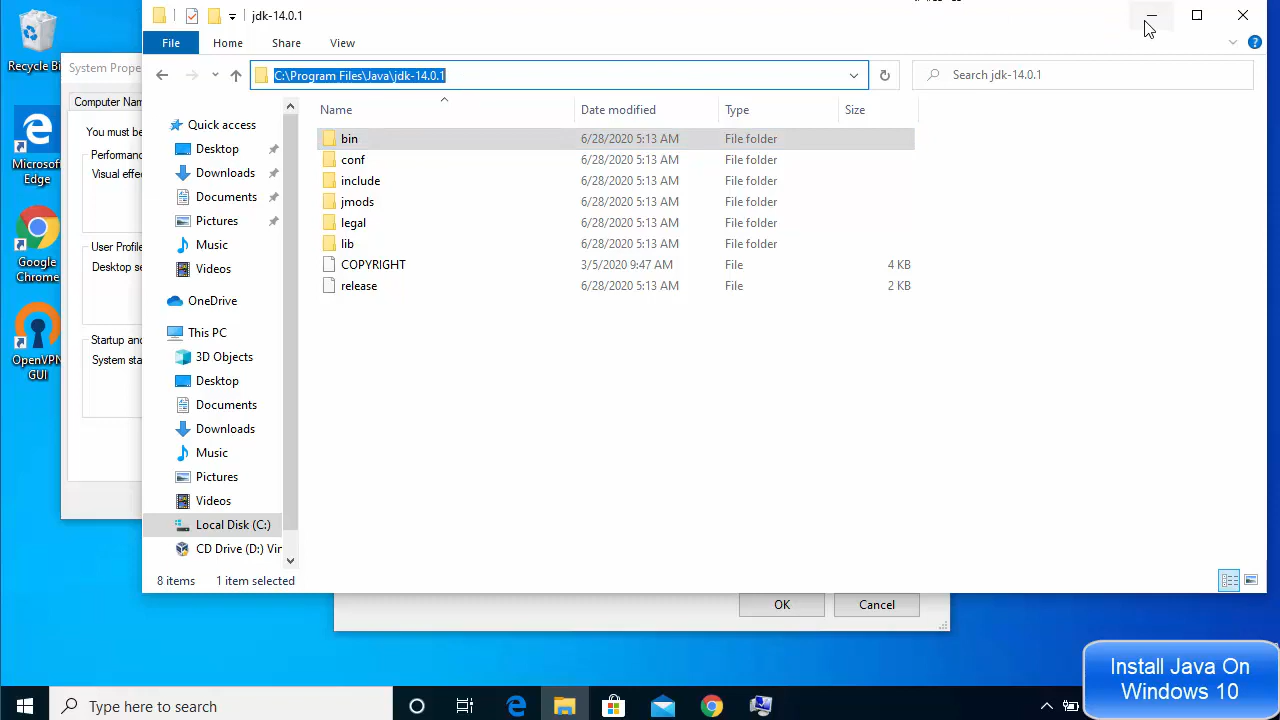 jdk-14.0.1
File Home Share View
C:\Program Files\Java\jdk-14.0.1
Search jdk-14.0.1
Recycle Bi
System Prope
Computer Nam
You must be
Performanc
Visual effe
User Profile
Desktop se
Startup and
System sta
Microsof
Edge
Google
Chrome
OpenVPN
GUI
Quick access
Desktop
Downloads
Documents
Pictures
Music
Videos
OneDrive
This PC
3D Objects
Desktop
Documents
Downloads
Music
Pictures
Videos
Local Disk (C:)
CD Drive (D:) Vir
Name Date modified Type Size
bin 6/28/2020 5:13 AM File folder
conf 6/28/2020 5:13 AM File folder
include 6/28/2020 5:13 AM File folder
jmods 6/28/2020 5:13 AM File folder
legal 6/28/2020 5:13 AM File folder
lib 6/28/2020 5:13 AM File folder
COPYRIGHT 3/5/2020 9:47 AM File 4 KB
release 6/28/2020 5:13 AM File 2 KB
8 items 1 item selected
OK Cancel
Install Java On
Windows 10
Type here to search